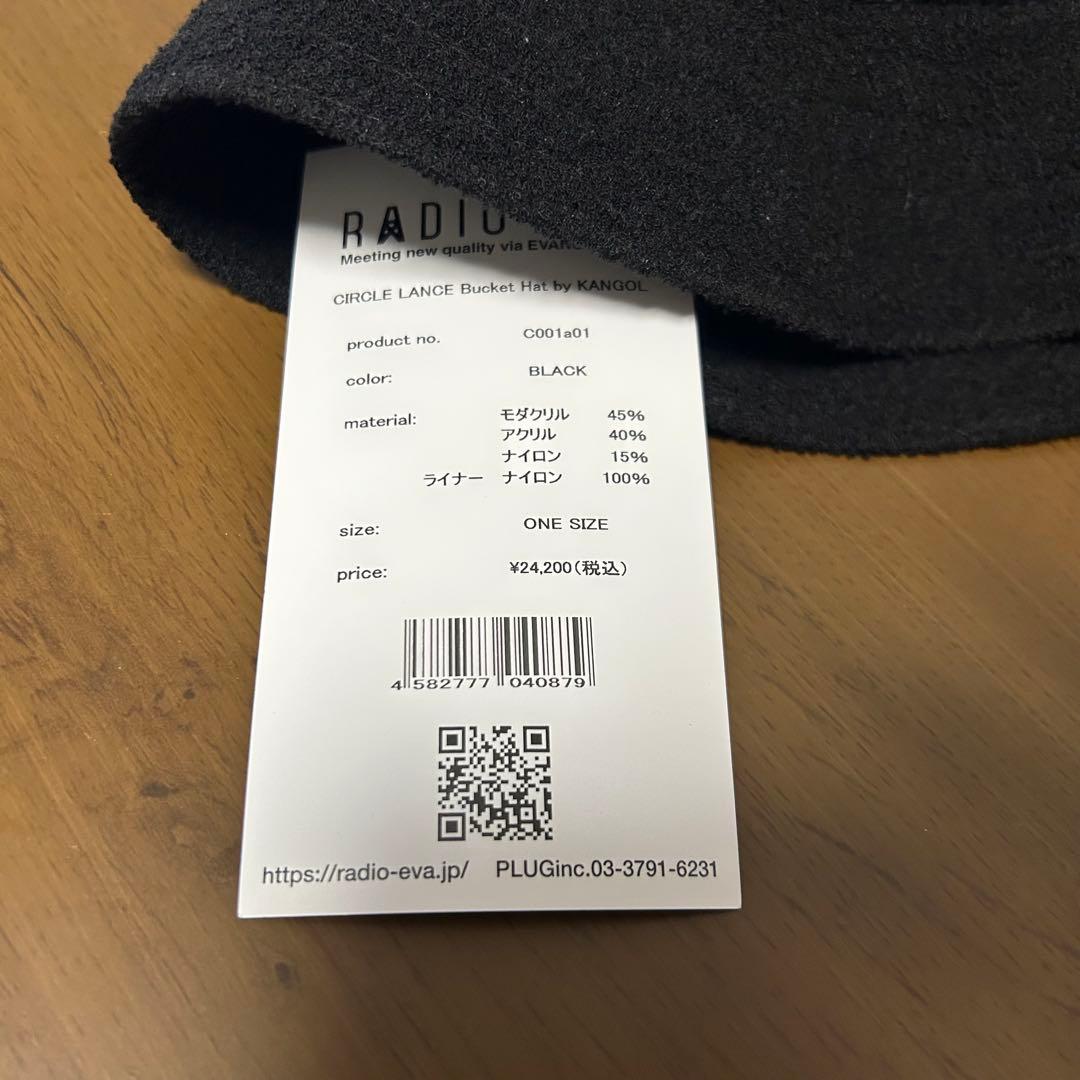 RADIO
Meeting new quality via
CIRCLE LANCE Bucket Hat by KANGOL
product no. C001a01
color: BLACK
material: モダクリル 45%
アクリル 40%
ナイロン 15%
ライナー ナイロン 100%
size: ONE SIZE
price: ¥24,200(税込)
4 582777 040879
https://radio-eva.jp/ PLUGinc.03-3791-6231